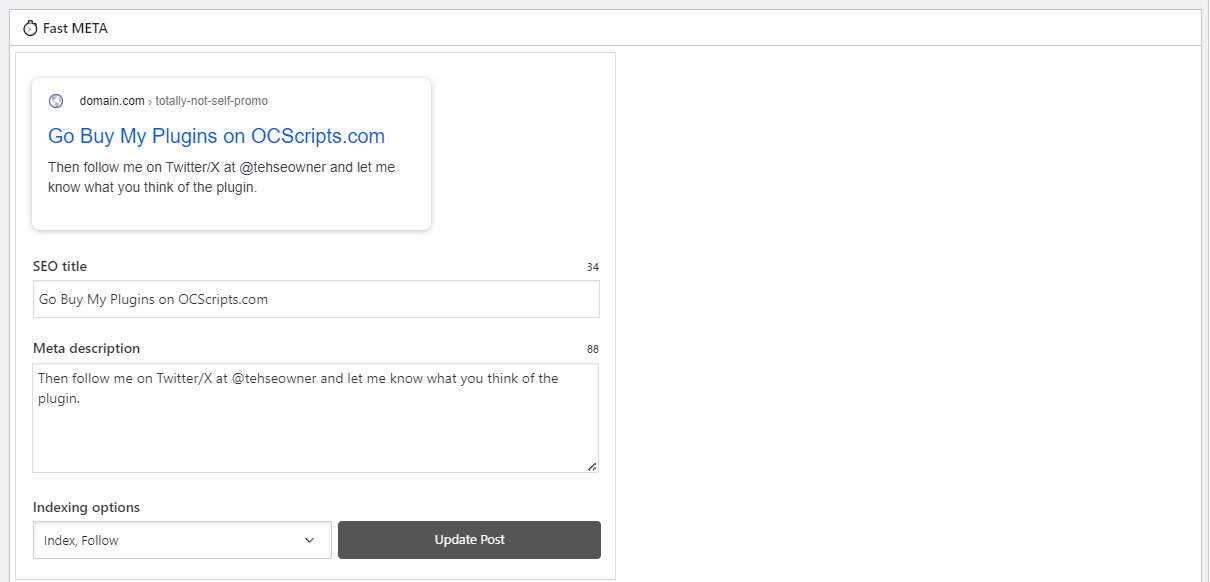 Fast META
domain.com › totally-not-self-promo
Go Buy My Plugins on OCScripts.com
Then follow me on Twitter/X at @tehseowner and let me
know what you think of the plugin.
SEO title 34
Go Buy My Plugins on OCScripts.com
Meta description 88
Then follow me on Twitter/X at @tehseowner and let me know what you think of the
plugin.
Indexing options
Index, Follow Update Post